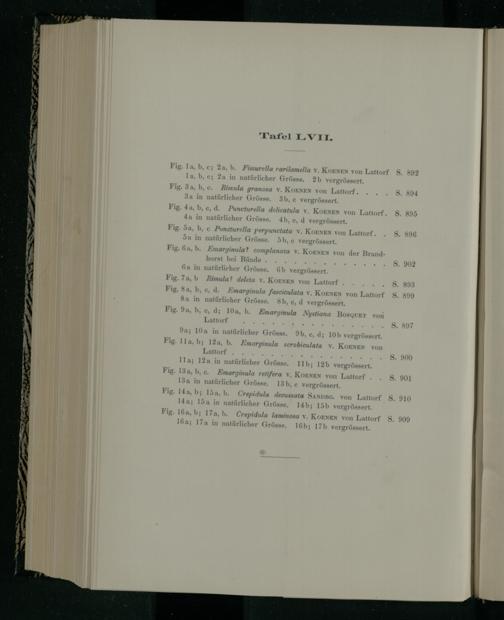 Tafel LVII.
Fig. 1a, b, c; 2a, b. Fissurella rarilamella v. Koenen von Lattorf S. 892
1a, b, c; 2a in natürlicher Grösse. 2b vergrössert.
Fig. 3a, b, c. Rimula granosa v. Koenen von Lattorf. . . . S. 894
3a in natürlicher Grösse. 3b, c vergrössert.
Fig. 4a, b, c, d. Puncturella delicatula v. Koenen von Lattorf. S. 895
4a in natürlicher Grösse. 4b, c, d vergrössert.
Fig. 5a, b, c Puncturella perpunctata v. Koenen von Lattorf. . S. 896
5a in natürlicher Grösse. 5b, c vergrössert.
Fig. 6a, b. Emarginula? complanata v. Koenen von der Brand-
horst bei Bünde . . . . . . . . . . . . . S. 902
6a in natürlicher Grösse. 6b vergrössert.
Fig. 7a, b Rimula? deleta v. Koenen von Lattorf . . . . . S. 893
Fig. 8a, b, c, d. Emarginula fasciculata v. Koenen von Lattorf S. 899
8a in natürlicher Grösse. 8b, c, d vergrössert.
Fig. 9a, b, c, d; 10a, b. Emarginula Nystiana Bosquet von
Lattorf . . . . . . . . . . . . . . . S. 897
9a; 10a in natürlicher Grösse. 9b, c, d; 10b vergrössert.
Fig. 11a, b; 12a, b. Emarginula scrobiculata v. Koenen von
Lattorf . . . . . . . . . . . . . . . . S. 900
11a; 12a in natürlicher Grösse. 11b; 12b vergrössert.
Fig. 13a, b, c. Emarginula retifera v. Koenen von Lattorf . . S. 901
13a in natürlicher Grösse. 13b, c vergrössert.
Fig. 14a, b; 15a, b. Crepidula decussata Sandbg. von Lattorf S. 910
14a; 15a in natürlicher Grösse. 14b; 15b vergrössert.
Fig. 16a, b; 17a, b. Crepidula laminosa v. Koenen von Lattorf S. 909
16a; 17a in natürlicher Grösse. 16b; 17b vergrössert.